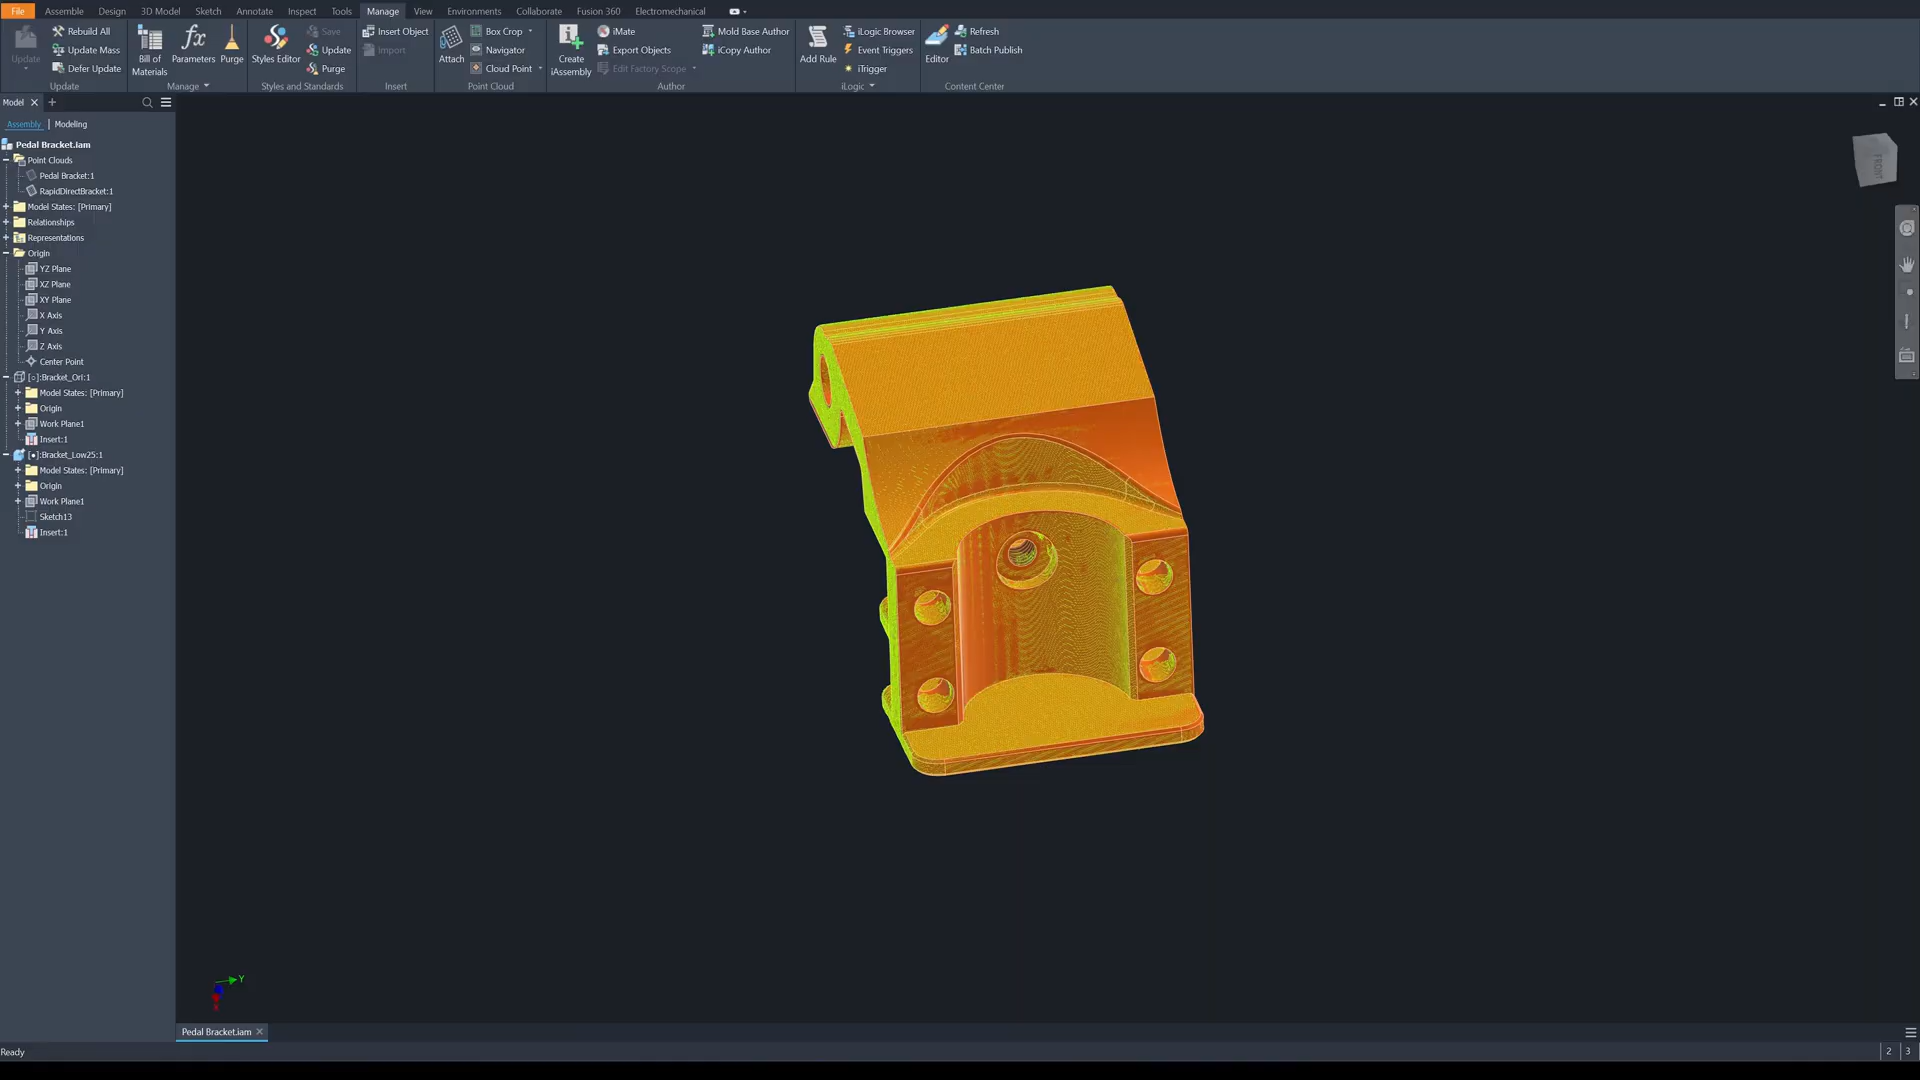 File Assemble Design 3D Model Sketch Annotate Inspect Tools Manage View Environments Collaborate Fusion 360 Electromechanical
Update
Rebuild All
Update Mass
Defer Update
Update
Bill of
Materials
Parameters
Purge
Manage
Styles Editor
Save
Update
Purge
Styles and Standards
Insert Object
Import
Insert
Attach
Box Crop
Navigator
Cloud Point
Point Cloud
Create
iAssembly
iMate
Export Objects
Edit Factory Scope
Mold Base Author
iCopy Author
Author
Add Rule
iLogic Browser
Event Triggers
iTrigger
iLogic
Editor
Refresh
Batch Publish
Content Center
Model
Assembly | Modeling
Pedal Bracket.iam
Point Clouds
Pedal Bracket:1
RapidDirectBracket:1
Model States: [Primary]
Relationships
Representations
Origin
YZ Plane
XZ Plane
XY Plane
X Axis
Y Axis
Z Axis
Center Point
[○]:Bracket_Ori:1
Model States: [Primary]
Origin
Work Plane1
Insert:1
[●]:Bracket_Low25:1
Model States: [Primary]
Origin
Work Plane1
Sketch13
Insert:1
FRONT
Y
X
Pedal Bracket.iam
Ready
2 3